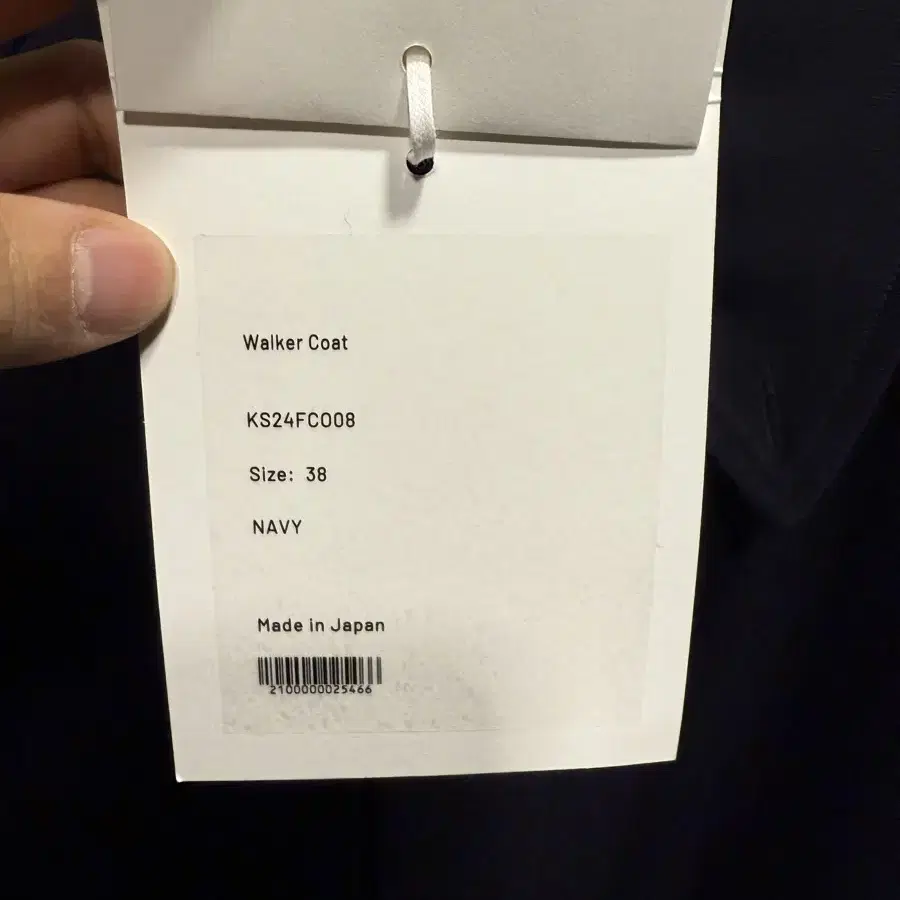 Walker Coat
KS24FCO08
Size: 38
NAVY
Made in Japan
2100000025466